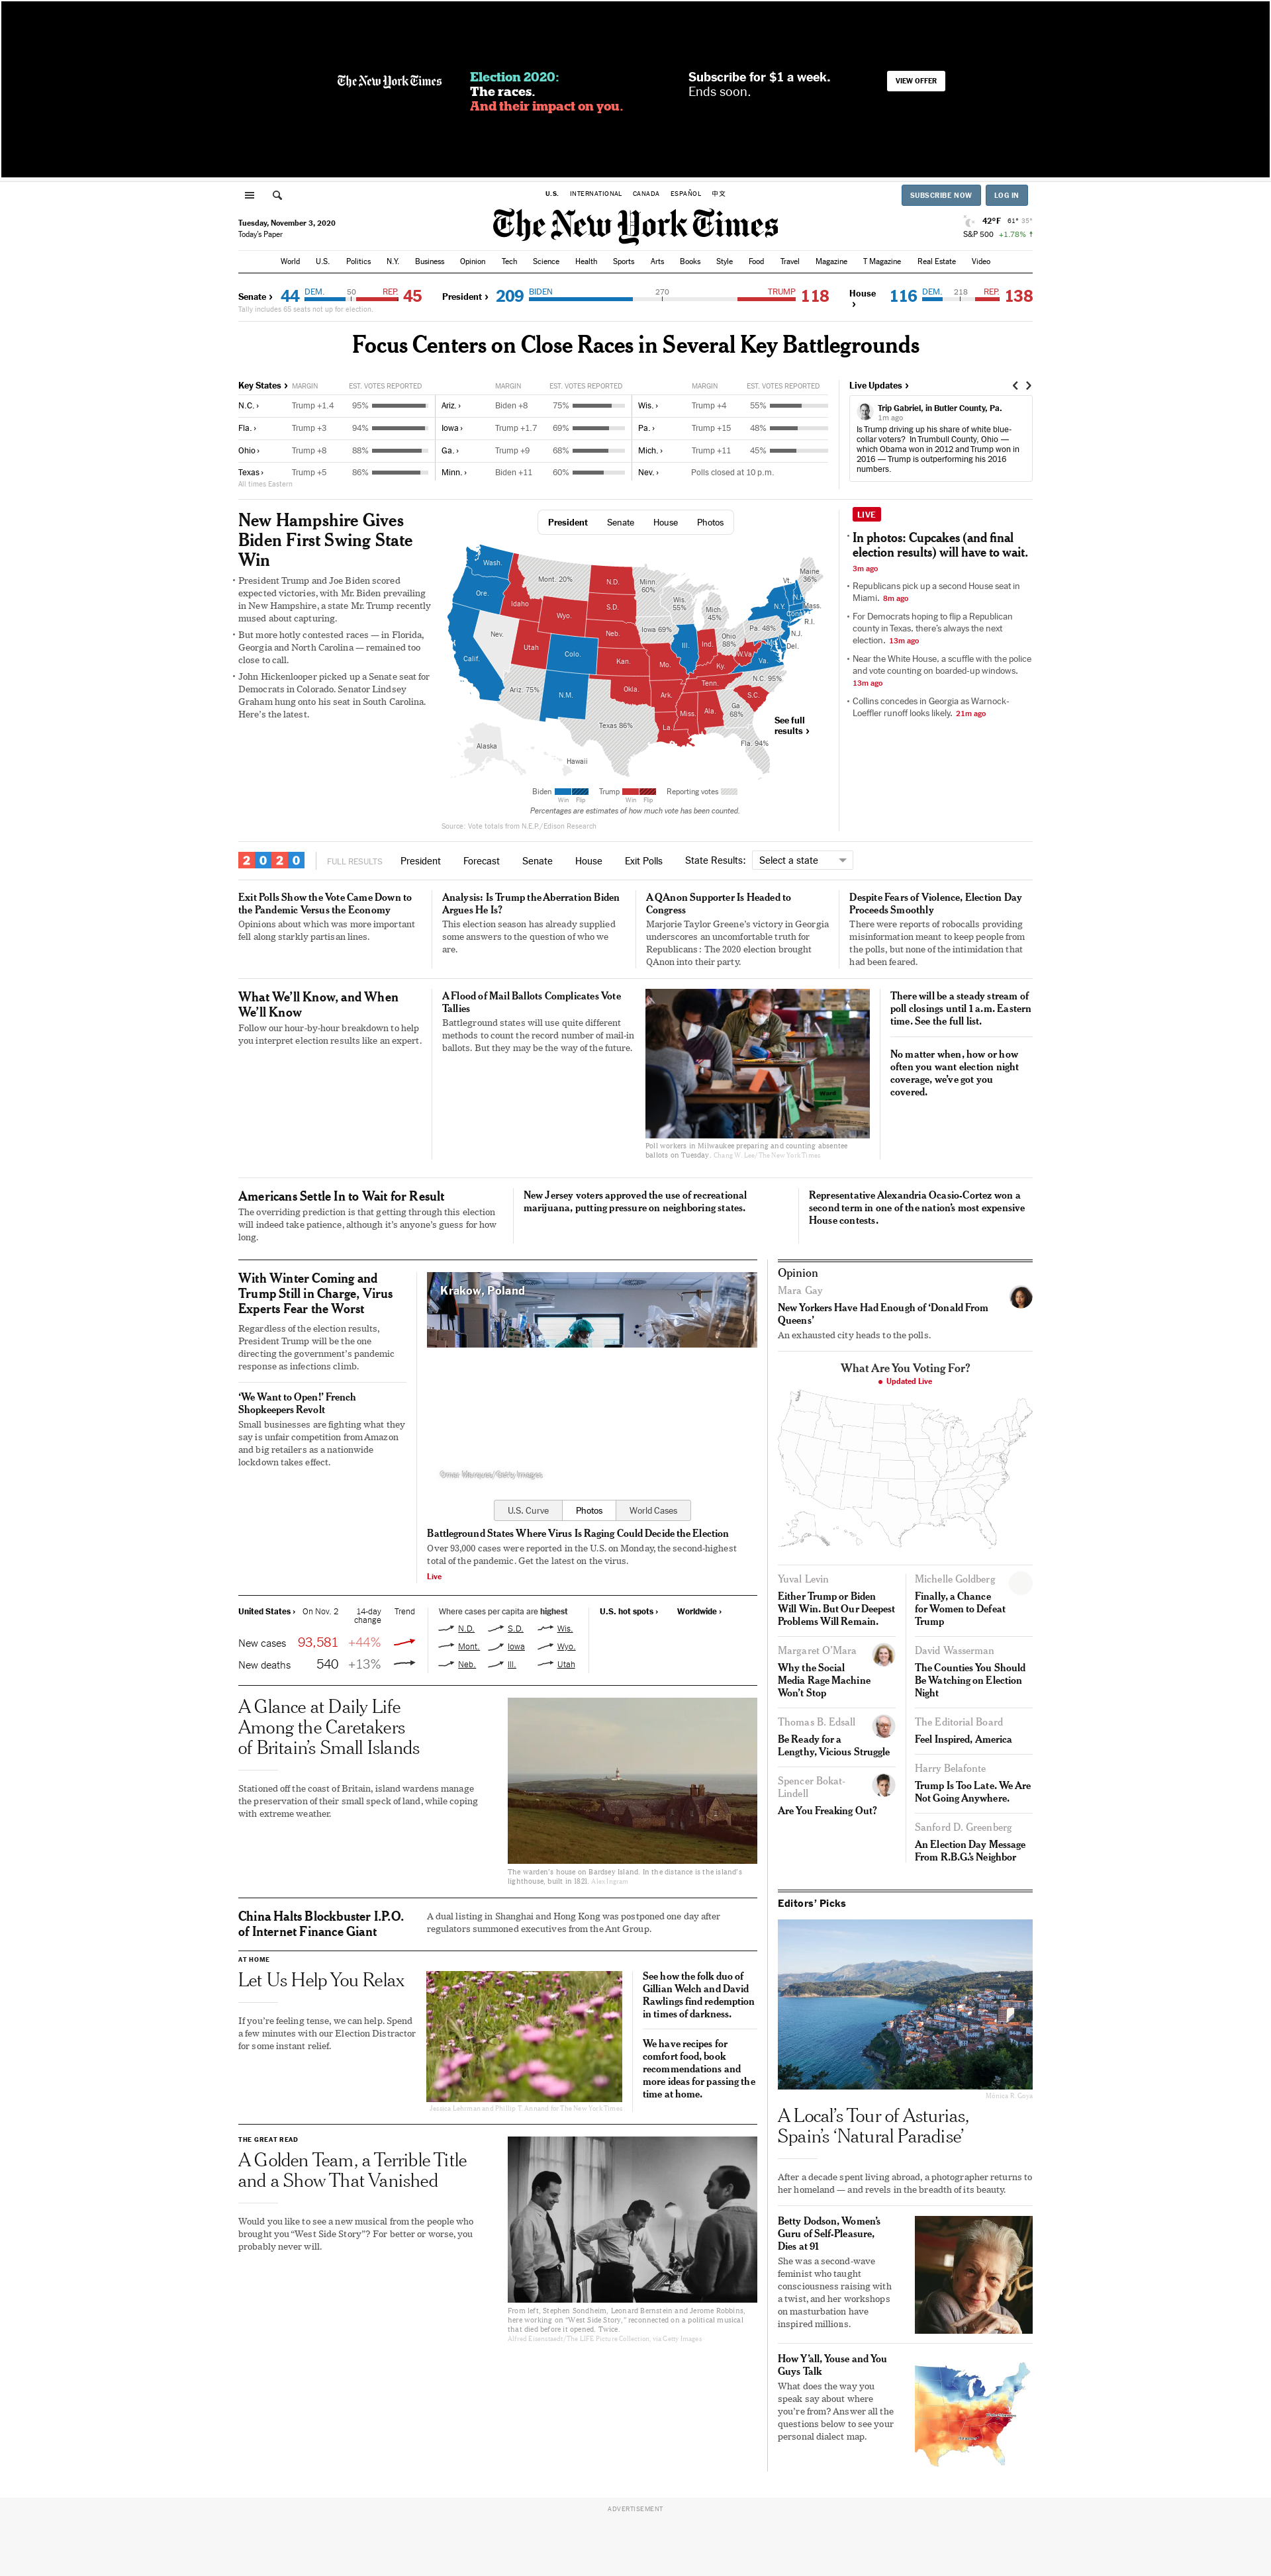 The New York Times
Election 2020:
The races.
And their impact on you.
Subscribe for $1 a week.
Ends soon.
VIEW OFFER
U.S. INTERNATIONAL CANADA ESPAÑOL 中文
SUBSCRIBE NOW LOG IN
Tuesday, November 3, 2020
Today's Paper
The New York Times
42°F 61° 35°
S&P 500 +1.78%
World U.S. Politics N.Y. Business Opinion Tech Science Health Sports Arts Books Style Food Travel Magazine T Magazine Real Estate Video
Senate › 44 DEM. 50 REP. 45
Tally includes 65 seats not up for election.
President › 209 BIDEN 270 TRUMP 118
House › 116 DEM. 218 REP. 138
Focus Centers on Close Races in Several Key Battlegrounds
Key States › MARGIN EST. VOTES REPORTED MARGIN EST. VOTES REPORTED MARGIN EST. VOTES REPORTED
N.C. › Trump +1.4 95% Ariz. › Biden +8 75% Wis. › Trump +4 55%
Fla. › Trump +3 94% Iowa › Trump +1.7 69% Pa. › Trump +15 48%
Ohio › Trump +8 88% Ga. › Trump +9 68% Mich. › Trump +11 45%
Texas › Trump +5 86% Minn. › Biden +11 60% Nev. › Polls closed at 10 p.m.
All times Eastern
Live Updates ›
Trip Gabriel, in Butler County, Pa.
1m ago
Is Trump driving up his share of white blue-
collar voters? In Trumbull County, Ohio —
which Obama won in 2012 and Trump won in
2016 — Trump is outperforming his 2016
numbers.
New Hampshire Gives
Biden First Swing State
Win
President Trump and Joe Biden scored
expected victories, with Mr. Biden prevailing
in New Hampshire, a state Mr. Trump recently
mused about capturing.
But more hotly contested races — in Florida,
Georgia and North Carolina — remained too
close to call.
John Hickenlooper picked up a Senate seat for
Democrats in Colorado. Senator Lindsey
Graham hung onto his seat in South Carolina.
Here's the latest.
President Senate House Photos
Wash.
Ore.
Calif.
Nev.
Idaho
Mont. 20%
Wyo.
Utah
Colo.
Ariz. 75%
N.M.
N.D.
S.D.
Neb.
Kan.
Okla.
Texas 86%
Minn.
60%
Iowa 69%
Mo.
Ark.
La.
Wis.
55%
Ill.
Mich.
45%
Ind.
Ohio
88%
Ky.
Tenn.
Miss.
Ala.
Ga.
68%
Fla. 94%
S.C.
N.C. 95%
Va.
W.Va.
Pa. 48%
N.Y.
Vt.
Maine
36%
Mass.
R.I.
Conn.
N.J.
Del.
Alaska
Hawaii
See full
results ›
Biden Win Flip Trump Win Flip Reporting votes
Percentages are estimates of how much vote has been counted.
Source: Vote totals from N.E.P./Edison Research
LIVE
In photos: Cupcakes (and final
election results) will have to wait.
3m ago
Republicans pick up a second House seat in
Miami. 8m ago
For Democrats hoping to flip a Republican
county in Texas, there's always the next
election. 13m ago
Near the White House, a scuffle with the police
and vote counting on boarded-up windows.
13m ago
Collins concedes in Georgia as Warnock-
Loeffler runoff looks likely. 21m ago
2020 FULL RESULTS President Forecast Senate House Exit Polls State Results: Select a state
Exit Polls Show the Vote Came Down to
the Pandemic Versus the Economy
Opinions about which was more important
fell along starkly partisan lines.
Analysis: Is Trump the Aberration Biden
Argues He Is?
This election season has already supplied
some answers to the question of who we
are.
A QAnon Supporter Is Headed to
Congress
Marjorie Taylor Greene's victory in Georgia
underscores an uncomfortable truth for
Republicans: The 2020 election brought
QAnon into their party.
Despite Fears of Violence, Election Day
Proceeds Smoothly
There were reports of robocalls providing
misinformation meant to keep people from
the polls, but none of the intimidation that
had been feared.
What We'll Know, and When
We'll Know
Follow our hour-by-hour breakdown to help
you interpret election results like an expert.
A Flood of Mail Ballots Complicates Vote
Tallies
Battleground states will use quite different
methods to count the record number of mail-in
ballots. But they may be the way of the future.
Poll workers in Milwaukee preparing and counting absentee
ballots on Tuesday. Chang W. Lee/The New York Times
There will be a steady stream of
poll closings until 1 a.m. Eastern
time. See the full list.
No matter when, how or how
often you want election night
coverage, we've got you
covered.
Americans Settle In to Wait for Result
The overriding prediction is that getting through this election
will indeed take patience, although it's anyone's guess for how
long.
New Jersey voters approved the use of recreational
marijuana, putting pressure on neighboring states.
Representative Alexandria Ocasio-Cortez won a
second term in one of the nation's most expensive
House contests.
With Winter Coming and
Trump Still in Charge, Virus
Experts Fear the Worst
Regardless of the election results,
President Trump will be the one
directing the government's pandemic
response as infections climb.
'We Want to Open!' French
Shopkeepers Revolt
Small businesses are fighting what they
say is unfair competition from Amazon
and big retailers as a nationwide
lockdown takes effect.
Krakow, Poland
Omar Marques/Getty Images
U.S. Curve Photos World Cases
Battleground States Where Virus Is Raging Could Decide the Election
Over 93,000 cases were reported in the U.S. on Monday, the second-highest
total of the pandemic. Get the latest on the virus.
Live
United States › On Nov. 2 14-day change Trend
New cases 93,581 +44%
New deaths 540 +13%
Where cases per capita are highest
N.D. S.D. Wis.
Mont. Iowa Wyo.
Neb. Ill. Utah
U.S. hot spots › Worldwide ›
A Glance at Daily Life
Among the Caretakers
of Britain's Small Islands
Stationed off the coast of Britain, island wardens manage
the preservation of their small speck of land, while coping
with extreme weather.
The warden's house on Bardsey Island. In the distance is the island's
lighthouse, built in 1821. Alex Ingram
China Halts Blockbuster I.P.O.
of Internet Finance Giant
A dual listing in Shanghai and Hong Kong was postponed one day after
regulators summoned executives from the Ant Group.
AT HOME
Let Us Help You Relax
If you're feeling tense, we can help. Spend
a few minutes with our Election Distractor
for some instant relief.
Jessica Lehrman and Phillip T. Annand for The New York Times
See how the folk duo of
Gillian Welch and David
Rawlings find redemption
in times of darkness.
We have recipes for
comfort food, book
recommendations and
more ideas for passing the
time at home.
THE GREAT READ
A Golden Team, a Terrible Title
and a Show That Vanished
Would you like to see a new musical from the people who
brought you "West Side Story"? For better or worse, you
probably never will.
From left, Stephen Sondheim, Leonard Bernstein and Jerome Robbins,
here working on "West Side Story," reconnected on a political musical
that died before it opened. Twice.
Alfred Eisenstaedt/The LIFE Picture Collection, via Getty Images
Opinion
Mara Gay
New Yorkers Have Had Enough of 'Donald From
Queens'
An exhausted city heads to the polls.
What Are You Voting For?
Updated Live
Yuval Levin
Either Trump or Biden
Will Win. But Our Deepest
Problems Will Remain.
Margaret O'Mara
Why the Social
Media Rage Machine
Won't Stop
Thomas B. Edsall
Be Ready for a
Lengthy, Vicious Struggle
Spencer Bokat-
Lindell
Are You Freaking Out?
Michelle Goldberg
Finally, a Chance
for Women to Defeat
Trump
David Wasserman
The Counties You Should
Be Watching on Election
Night
The Editorial Board
Feel Inspired, America
Harry Belafonte
Trump Is Too Late. We Are
Not Going Anywhere.
Sanford D. Greenberg
An Election Day Message
From R.B.G.'s Neighbor
Editors' Picks
Mónica R. Goya
A Local's Tour of Asturias,
Spain's 'Natural Paradise'
After a decade spent living abroad, a photographer returns to
her homeland — and revels in the breadth of its beauty.
Betty Dodson, Women's
Guru of Self-Pleasure,
Dies at 91
She was a second-wave
feminist who taught
consciousness raising with
a twist, and her workshops
on masturbation have
inspired millions.
How Y'all, Youse and You
Guys Talk
What does the way you
speak say about where
you're from? Answer all the
questions below to see your
personal dialect map.
ADVERTISEMENT